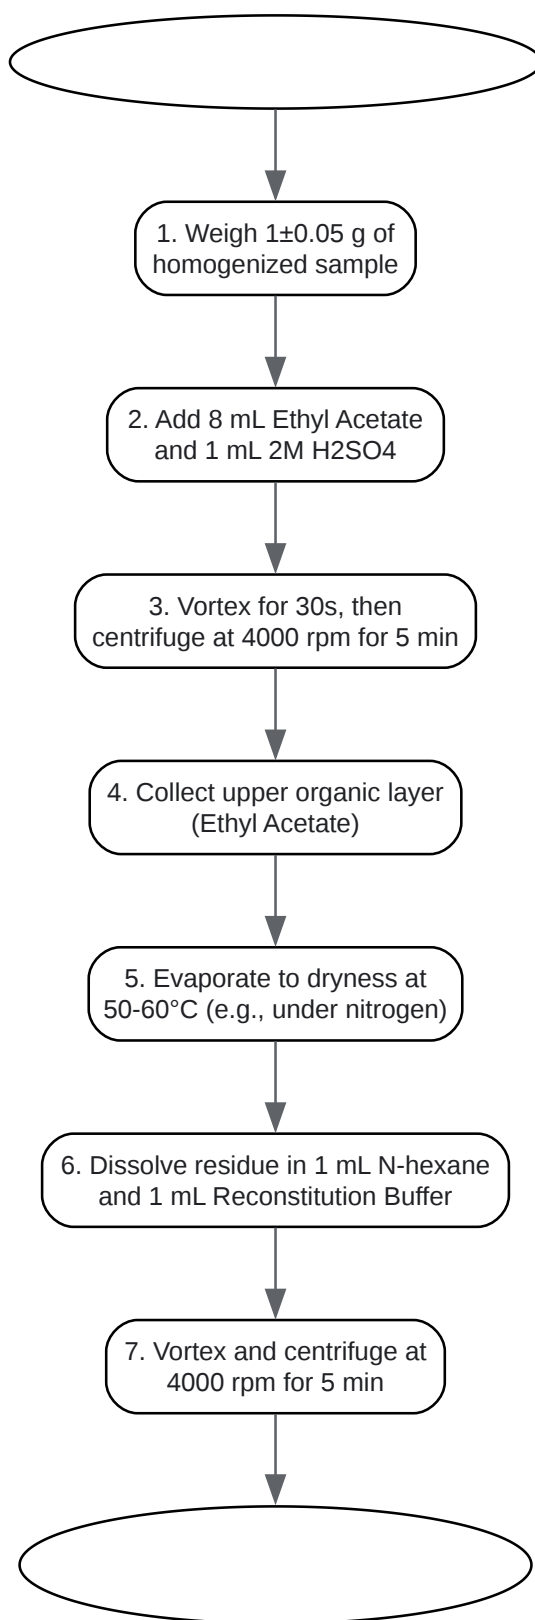 1. Weigh 1±0.05 g of
homogenized sample
2. Add 8 mL Ethyl Acetate
and 1 mL 2M H2SO4
3. Vortex for 30s, then
centrifuge at 4000 rpm for 5 min
4. Collect upper organic layer
(Ethyl Acetate)
5. Evaporate to dryness at
50-60°C (e.g., under nitrogen)
6. Dissolve residue in 1 mL N-hexane
and 1 mL Reconstitution Buffer
7. Vortex and centrifuge at
4000 rpm for 5 min